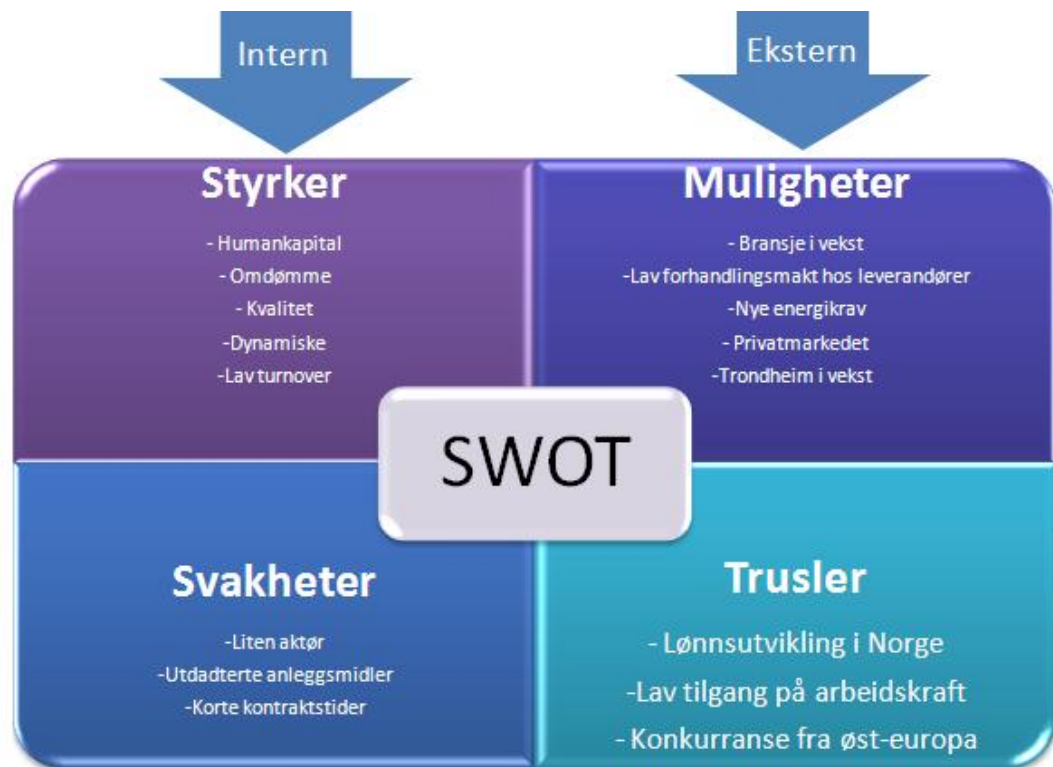 Intern
Ekstern
Styrker
- Humankapital
- Omdømme
- Kvalitet
- Dynamiske
-Lav turnover
Muligheter
- Bransje i vekst
-Lav forhandlingsmakt hos leverandører
- Nye energikrav
- Privatmarkedet
-Trondheim i vekst
SWOT
Svakheter
-Liten aktør
-Utdadterte anleggsmidler
-Korte kontraktstider
Trusler
- Lønnsutvikling i Norge
-Lav tilgang på arbeidskraft
- Konkurranse fra øst-europa